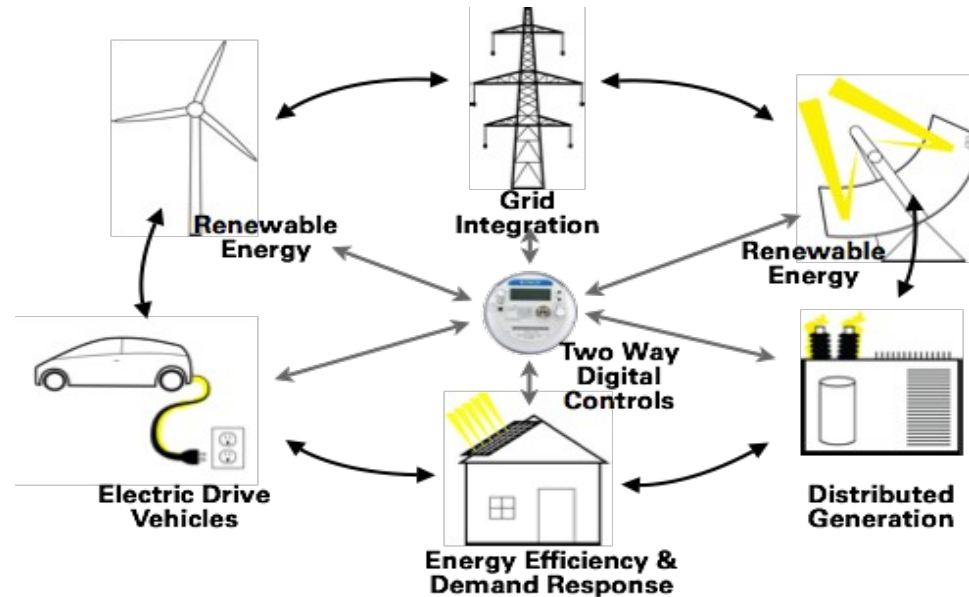 Grid
Integration
Renewable
Energy
Renewable
Energy
Two Way
Digital
Controls
Electric Drive
Vehicles
Distributed
Generation
Energy Efficiency &
Demand Response